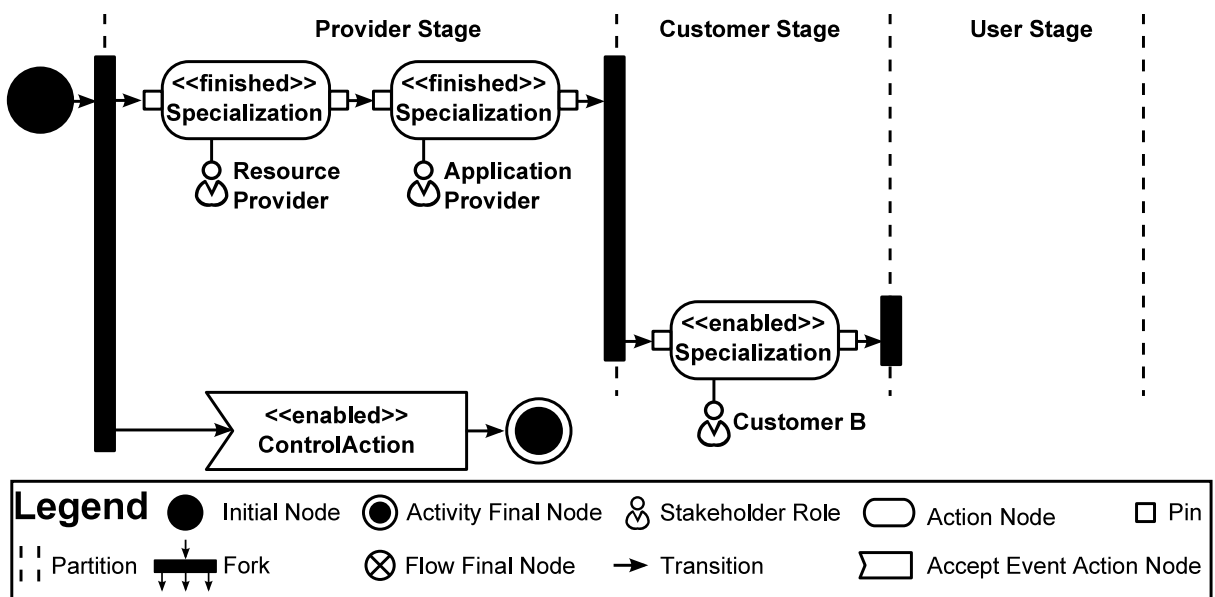 Provider Stage
Customer Stage
User Stage
<<finished>>
Specialization
<<finished>>
Specialization
Resource
Provider
Application
Provider
<<enabled>>
Specialization
Customer B
<<enabled>>
ControlAction
Legend
Initial Node
Activity Final Node
Stakeholder Role
Action Node
Pin
Partition
Fork
Flow Final Node
Transition
Accept Event Action Node